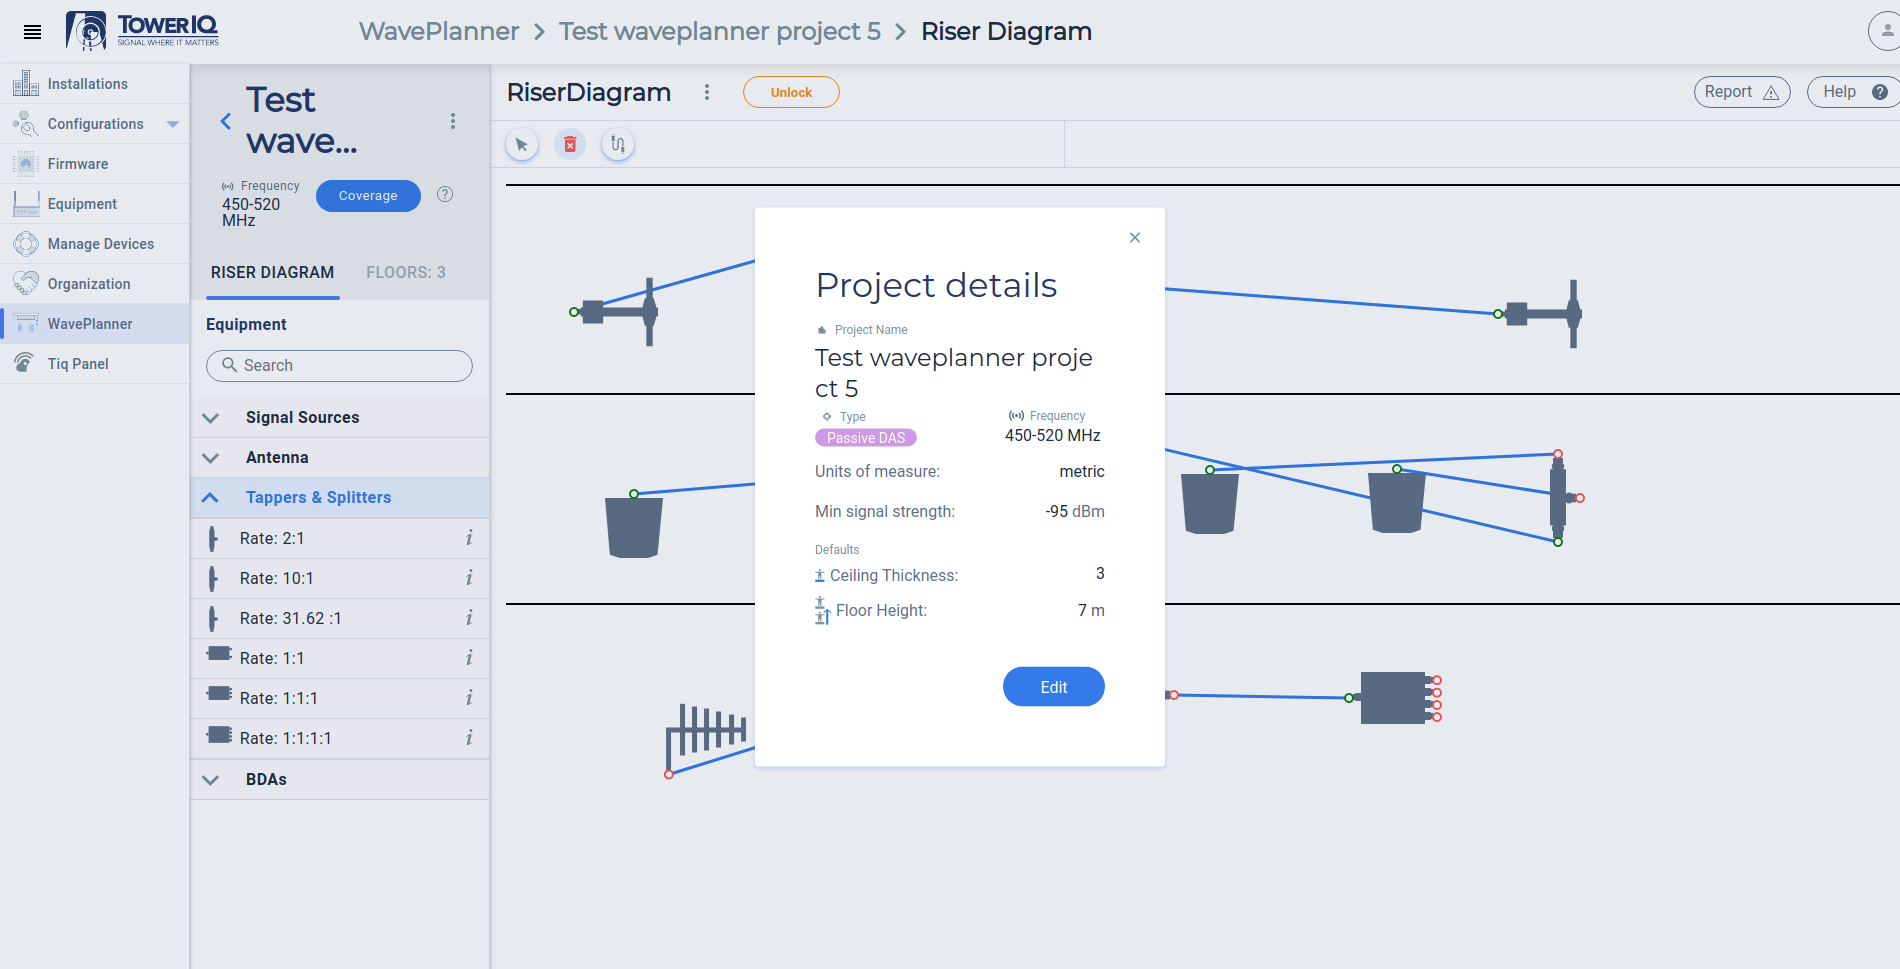 TOWERIQ
SIGNAL WHERE IT MATTERS
WavePlanner > Test waveplanner project 5 > Riser Diagram
Installations
Configurations
Firmware
Equipment
Manage Devices
Organization
WavePlanner
Tiq Panel
Test
wave...
Frequency
450-520
MHz
Coverage
RISER DIAGRAM
FLOORS: 3
Equipment
Search
Signal Sources
Antenna
Tappers & Splitters
Rate: 2:1
Rate: 10:1
Rate: 31.62 :1
Rate: 1:1
Rate: 1:1:1
Rate: 1:1:1:1
BDAs
RiserDiagram
Unlock
Report
Help
Project details
Project Name
Test waveplanner proje
ct 5
Type
Frequency
Passive DAS
450-520 MHz
Units of measure: metric
Min signal strength: -95 dBm
Defaults
Ceiling Thickness: 3
Floor Height: 7 m
Edit